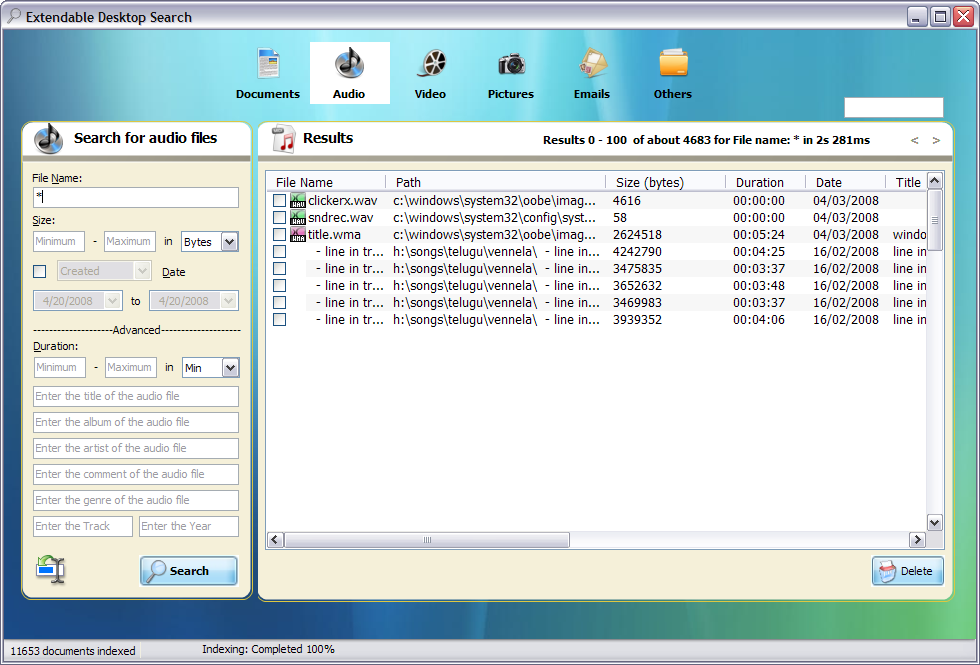 Extendable Desktop Search
Documents Audio Video Pictures Emails Others
Search for audio files
File Name:
*
Size:
Minimum - Maximum in Bytes
Created Date
4/20/2008 to 4/20/2008
--------------------Advanced--------------------
Duration:
Minimum - Maximum in Min
Enter the title of the audio file
Enter the album of the audio file
Enter the artist of the audio file
Enter the comment of the audio file
Enter the genre of the audio file
Enter the Track Enter the Year
Search
Results Results 0 - 100 of about 4683 for File name: * in 2s 281ms < >
File Name Path Size (bytes) Duration Date Title
clickerx.wav c:\windows\system32\oobe\imag... 4616 00:00:00 04/03/2008
sndrec.wav c:\windows\system32\config\syst... 58 00:00:00 04/03/2008
title.wma c:\windows\system32\oobe\imag... 2624518 00:05:24 04/03/2008 windo
- line in tr... h:\songs\telugu\vennela\ - line in... 4242790 00:04:25 16/02/2008 line in
- line in tr... h:\songs\telugu\vennela\ - line in... 3475835 00:03:37 16/02/2008 line in
- line in tr... h:\songs\telugu\vennela\ - line in... 3652632 00:03:48 16/02/2008 line in
- line in tr... h:\songs\telugu\vennela\ - line in... 3469983 00:03:37 16/02/2008 line in
- line in tr... h:\songs\telugu\vennela\ - line in... 3939352 00:04:06 16/02/2008 line in
Delete
11653 documents indexed Indexing: Completed 100%